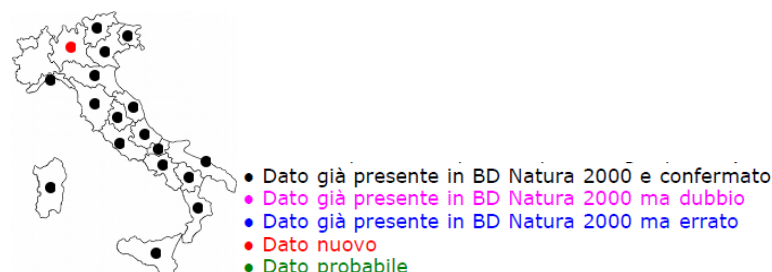 ● Dato già presente in BD Natura 2000 e confermato
● Dato già presente in BD Natura 2000 ma dubbio
● Dato già presente in BD Natura 2000 ma errato
● Dato nuovo
● Dato probabile